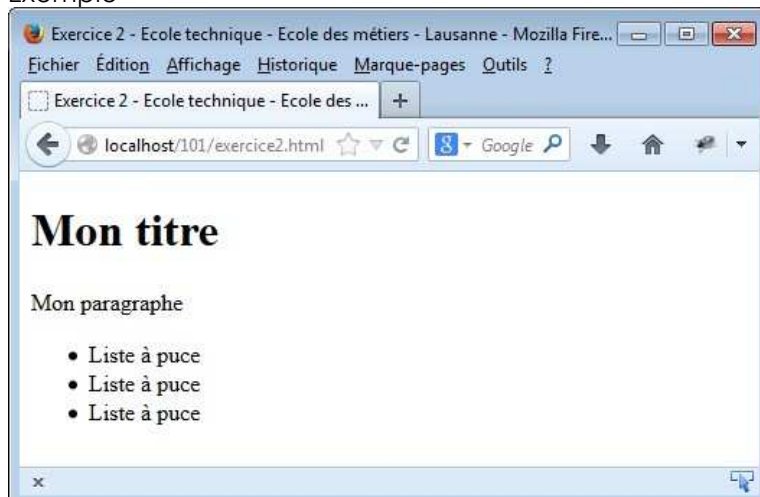 Exemple
Exercice 2 - Ecole technique - Ecole des métiers - Lausanne - Mozilla Fire...
Fichier Édition Affichage Historique Marque-pages Outils ?
Exercice 2 - Ecole technique - Ecole des ... +
localhost/101/exercice2.html 8 Google
Mon titre
Mon paragraphe
• Liste à puce
• Liste à puce
• Liste à puce
x